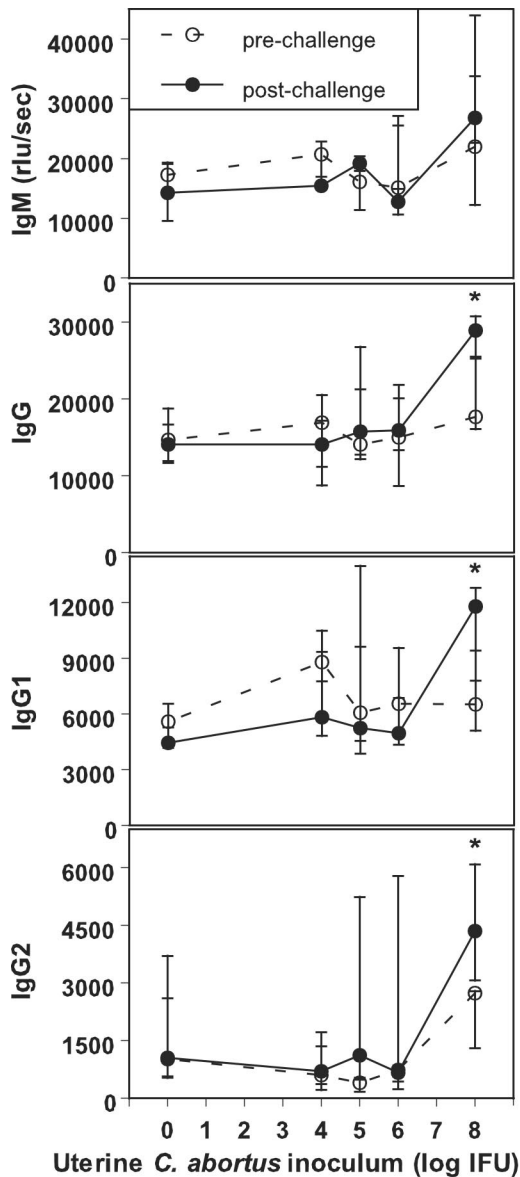 pre-challenge
post-challenge
IgM (rlu/sec)
40000
30000
20000
10000
0
IgG
30000
20000
10000
0
*
IgG1
12000
9000
6000
3000
0
*
IgG2
6000
4500
3000
1500
0
*
0 1 2 3 4 5 6 7 8
Uterine C. abortus inoculum (log IFU)